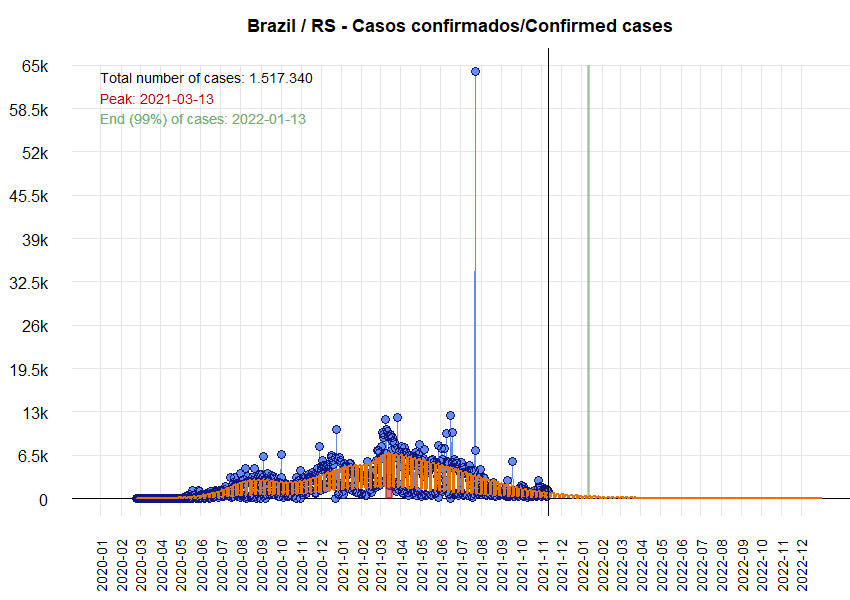 Brazil / RS - Casos confirmados/Confirmed cases
65k
58.5k
52k
45.5k
39k
32.5k
26k
19.5k
13k
6.5k
0
Total number of cases: 1.517.340
Peak: 2021-03-13
End (99%) of cases: 2022-01-13
2020-01
2020-02
2020-03
2020-04
2020-05
2020-06
2020-07
2020-08
2020-09
2020-10
2020-11
2020-12
2021-01
2021-02
2021-03
2021-04
2021-05
2021-06
2021-07
2021-08
2021-09
2021-10
2021-11
2021-12
2022-01
2022-02
2022-03
2022-04
2022-05
2022-06
2022-07
2022-08
2022-09
2022-10
2022-11
2022-12